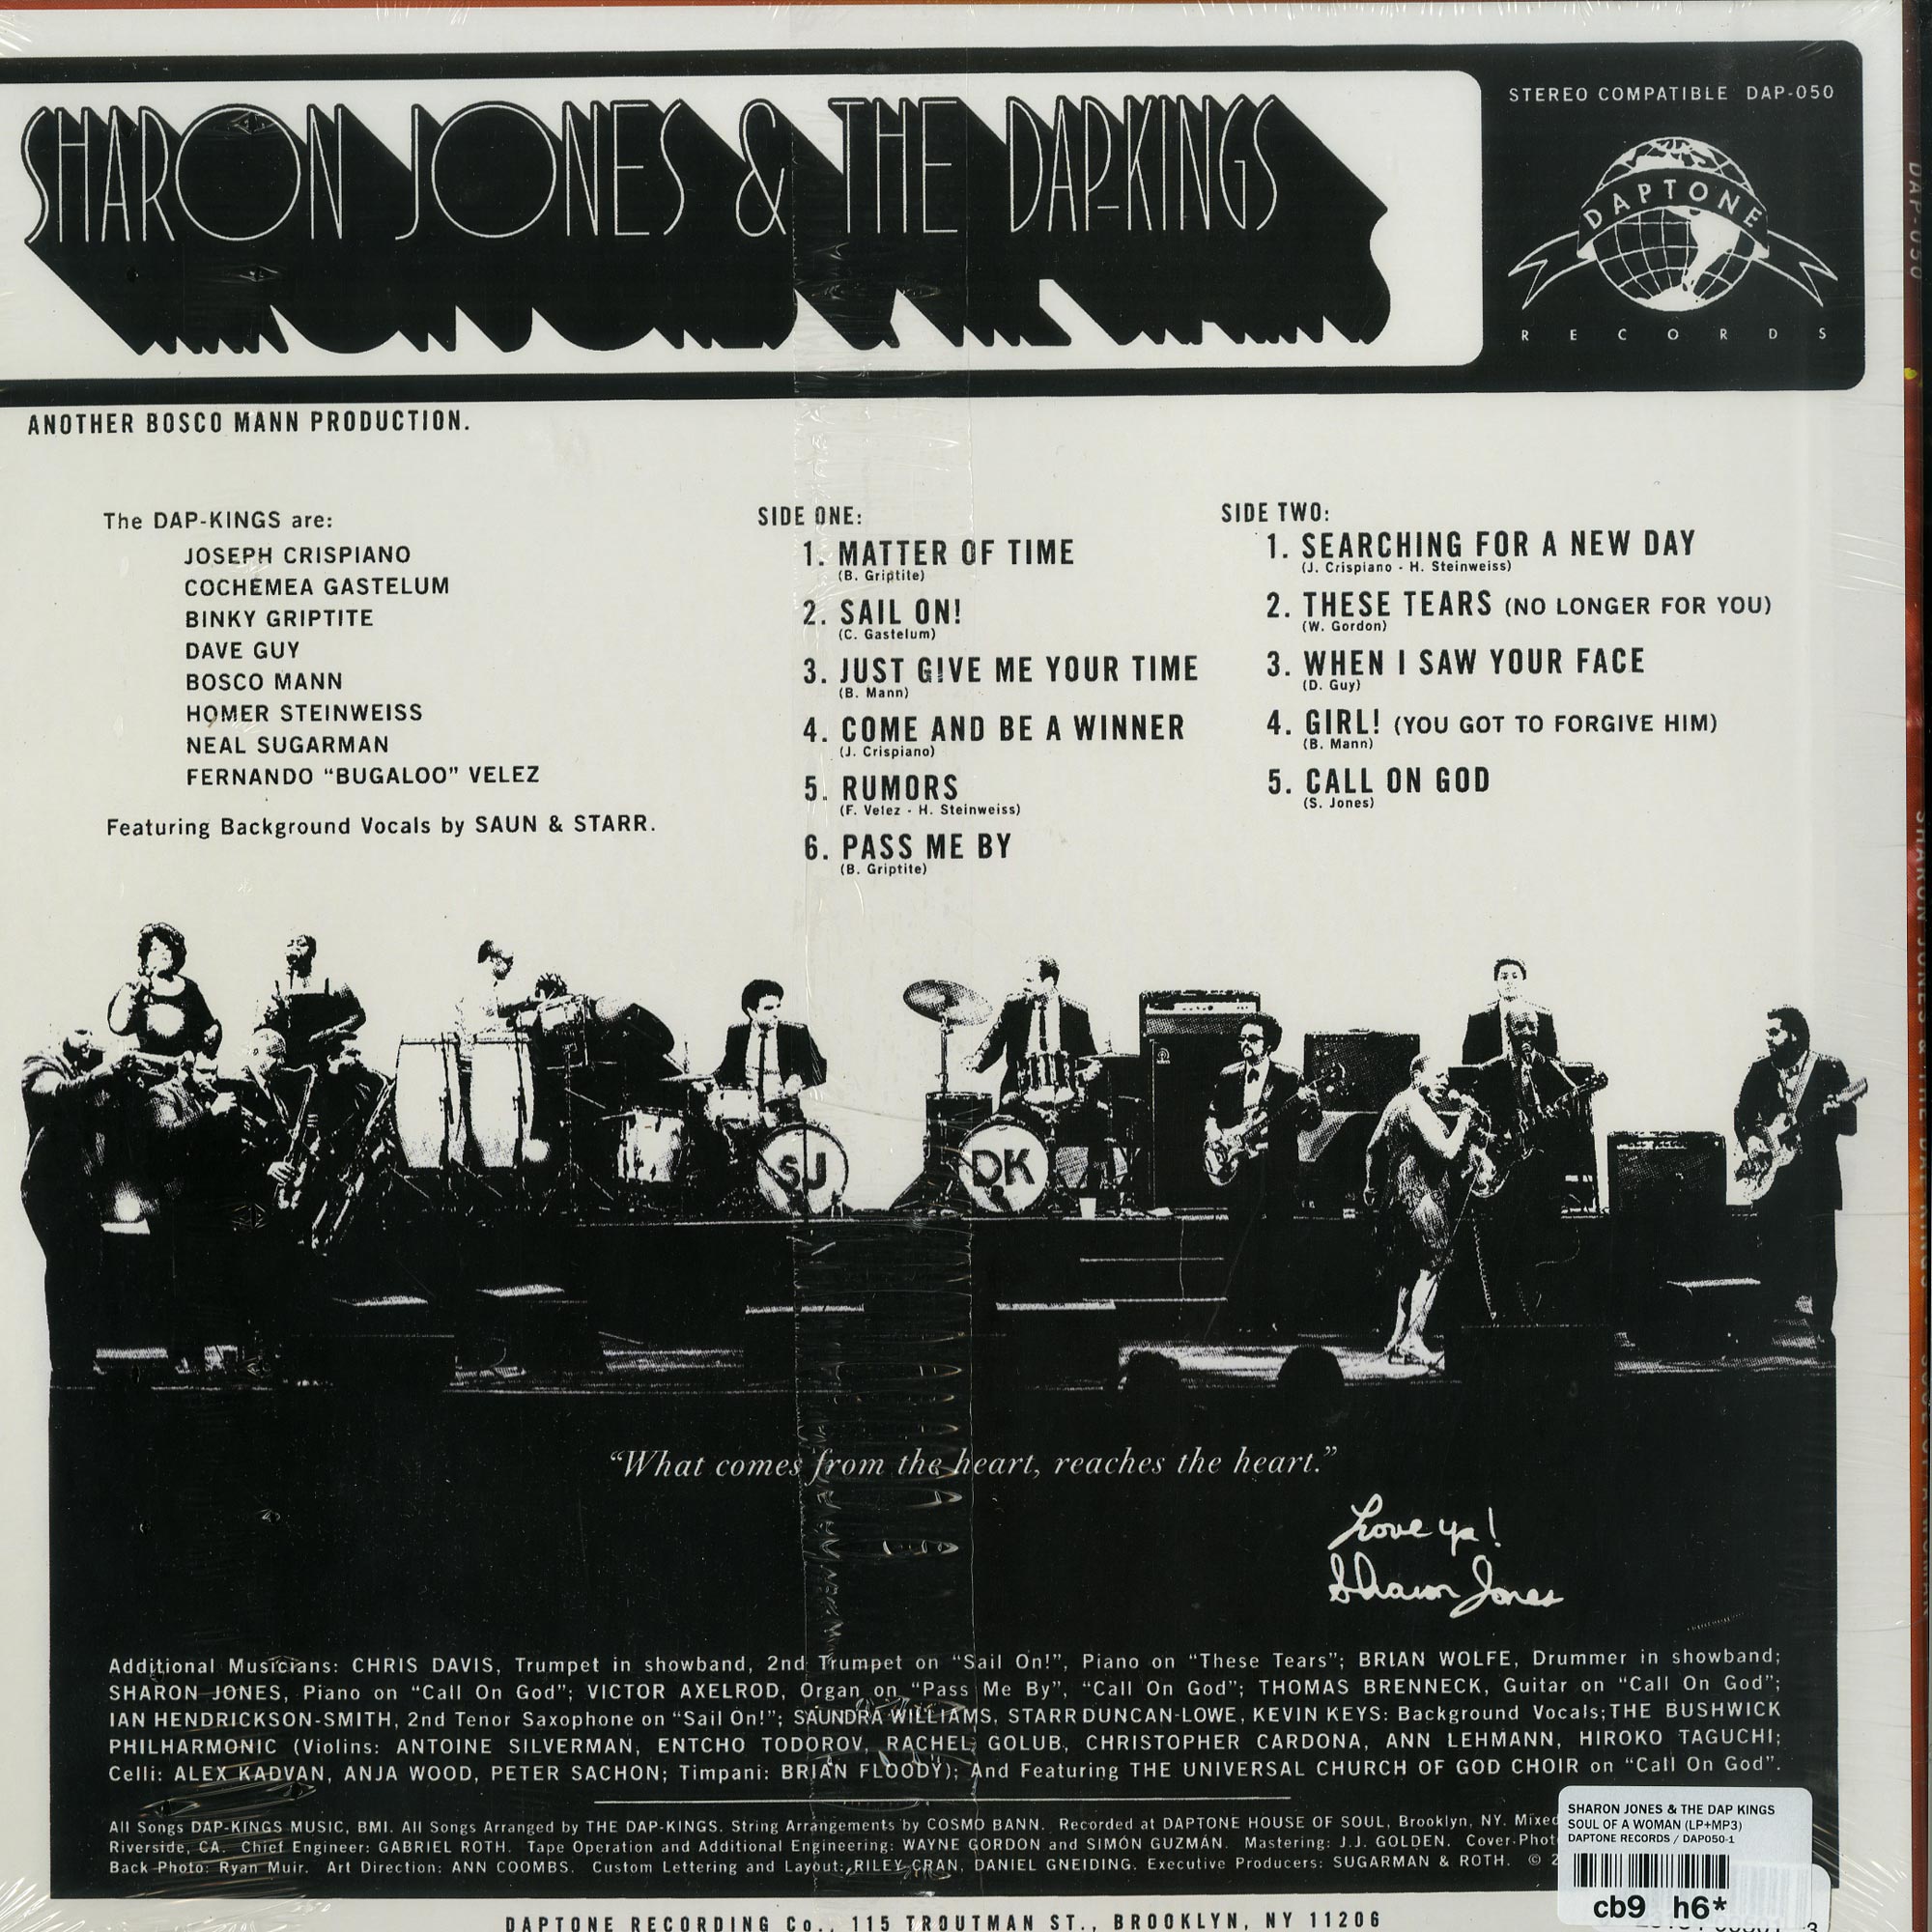 SHARON JONES & THE DAP-KINGS
STEREO COMPATIBLE DAP-050
DAPTONE
RECORDS
ANOTHER BOSCO MANN PRODUCTION.
The DAP-KINGS are:
JOSEPH CRISPIANO
COCHEMEA GASTELUM
BINKY GRIPTITE
DAVE GUY
BOSCO MANN
HOMER STEINWEISS
NEAL SUGARMAN
FERNANDO “BUGALOO” VELEZ
Featuring Background Vocals by SAUN & STARR.
SIDE ONE:
1. MATTER OF TIME
(B. Griptite)
2. SAIL ON!
(C. Gastelum)
3. JUST GIVE ME YOUR TIME
(B. Mann)
4. COME AND BE A WINNER
(J. Crispiano)
5. RUMORS
(F. Velez - H. Steinweiss)
6. PASS ME BY
(B. Griptite)
SIDE TWO:
1. SEARCHING FOR A NEW DAY
(J. Crispiano - H. Steinweiss)
2. THESE TEARS (NO LONGER FOR YOU)
(W. Gordon)
3. WHEN I SAW YOUR FACE
(D. Guy)
4. GIRL! (YOU GOT TO FORGIVE HIM)
(B. Mann)
5. CALL ON GOD
(S. Jones)
SJ
DK
“What comes from the heart, reaches the heart.”
Love ya!
Sharon Jones
Additional Musicians: CHRIS DAVIS, Trumpet in showband, 2nd Trumpet on “Sail On!”, Piano on “These Tears”; BRIAN WOLFE, Drummer in showband;
SHARON JONES, Piano on “Call On God”; VICTOR AXELROD, Organ on “Pass Me By”, “Call On God”; THOMAS BRENNECK, Guitar on “Call On God”;
IAN HENDRICKSON-SMITH, 2nd Tenor Saxophone on “Sail On!”; SAUNDRA WILLIAMS, STARR DUNCAN-LOWE, KEVIN KEYS: Background Vocals; THE BUSHWICK
PHILHARMONIC (Violins: ANTOINE SILVERMAN, ENTCHO TODOROV, RACHEL GOLUB, CHRISTOPHER CARDONA, ANN LEHMANN, HIROKO TAGUCHI;
Celli: ALEX KADVAN, ANJA WOOD, PETER SACHON; Timpani: BRIAN FLOODY); And Featuring THE UNIVERSAL CHURCH OF GOD CHOIR on “Call On God”.
All Songs DAP-KINGS MUSIC, BMI. All Songs Arranged by THE DAP-KINGS. String Arrangements by COSMO BANN. Recorded at DAPTONE HOUSE OF SOUL, Brooklyn, NY. Mixed
Riverside, CA. Chief Engineer: GABRIEL ROTH. Tape Operation and Additional Engineering: WAYNE GORDON and SIMÓN GUZMÁN. Mastering: J.J. GOLDEN. Cover Phot
Back Photo: Ryan Muir. Art Direction: ANN COOMBS. Custom Lettering and Layout: RILEY CRAN, DANIEL GNEIDING. Executive Producers: SUGARMAN & ROTH. © 2
SHARON JONES & THE DAP KINGS
SOUL OF A WOMAN (LP+MP3)
DAPTONE RECORDS / DAP050-1
cb9 h6*
DAPTONE RECORDING Co., 115 TROUTMAN ST., BROOKLYN, NY 11206
DAP-050
SHARON JONES & THE DAP-KINGS